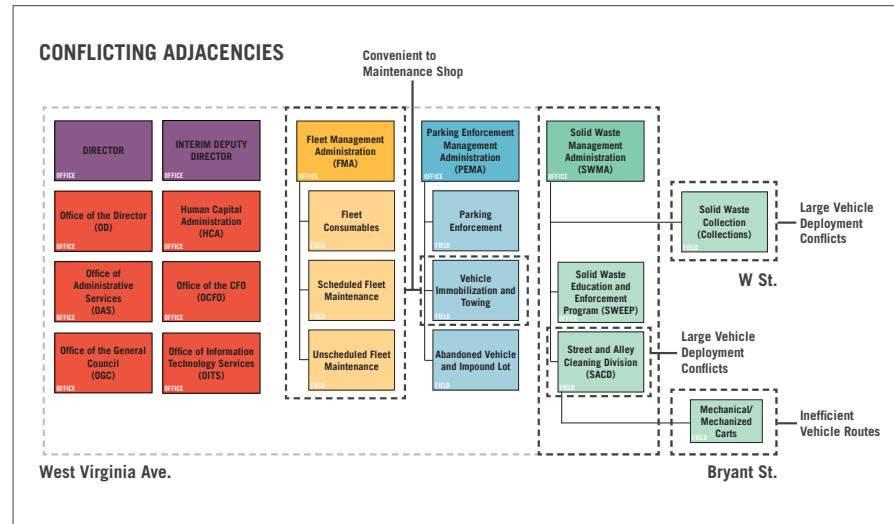 CONFLICTING ADJACENCIES
Convenient to
Maintenance Shop
DIRECTOR
OFFICE
INTERIM DEPUTY
DIRECTOR
OFFICE
Fleet Management
Administration
(FMA)
OFFICE
Parking Enforcement
Management
Administration
(PEMA)
OFFICE
Solid Waste
Management
Administration
(SWMA)
OFFICE
Office of the Director
(OD)
OFFICE
Human Capital
Administration
(HCA)
OFFICE
Fleet
Consumables
FIELD
Parking
Enforcement
FIELD
Solid Waste
Collection
(Collections)
FIELD
Large Vehicle
Deployment
Conflicts
W St.
Office of
Administrative
Services
(OAS)
OFFICE
Office of the CFO
(OCFO)
OFFICE
Scheduled Fleet
Maintenance
FIELD
Vehicle
Immobilization and
Towing
FIELD
Solid Waste
Education and
Enforcement
Program (SWEEP)
OFFICE
Office of the General
Council
(OGC)
OFFICE
Office of Information
Technology Services
(OITS)
OFFICE
Unscheduled Fleet
Maintenance
FIELD
Abandoned Vehicle
and Impound Lot
FIELD
Street and Alley
Cleaning Division
(SACD)
FIELD
Large Vehicle
Deployment
Conflicts
Mechanical/
Mechanized
Carts
FIELD
Inefficient
Vehicle Routes
West Virginia Ave.
Bryant St.